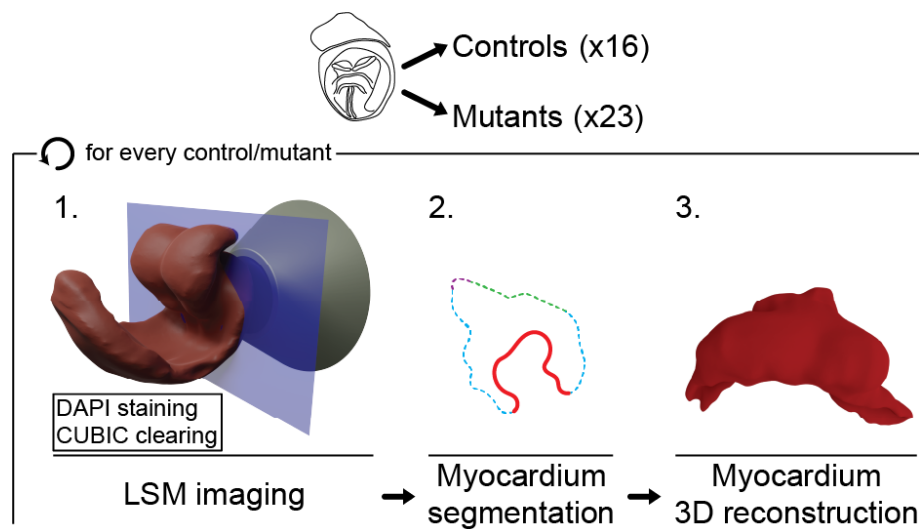 Controls (x16)
Mutants (x23)
for every control/mutant
1.
2.
3.
DAPI staining
CUBIC clearing
LSM imaging
Myocardium
segmentation
Myocardium
3D reconstruction